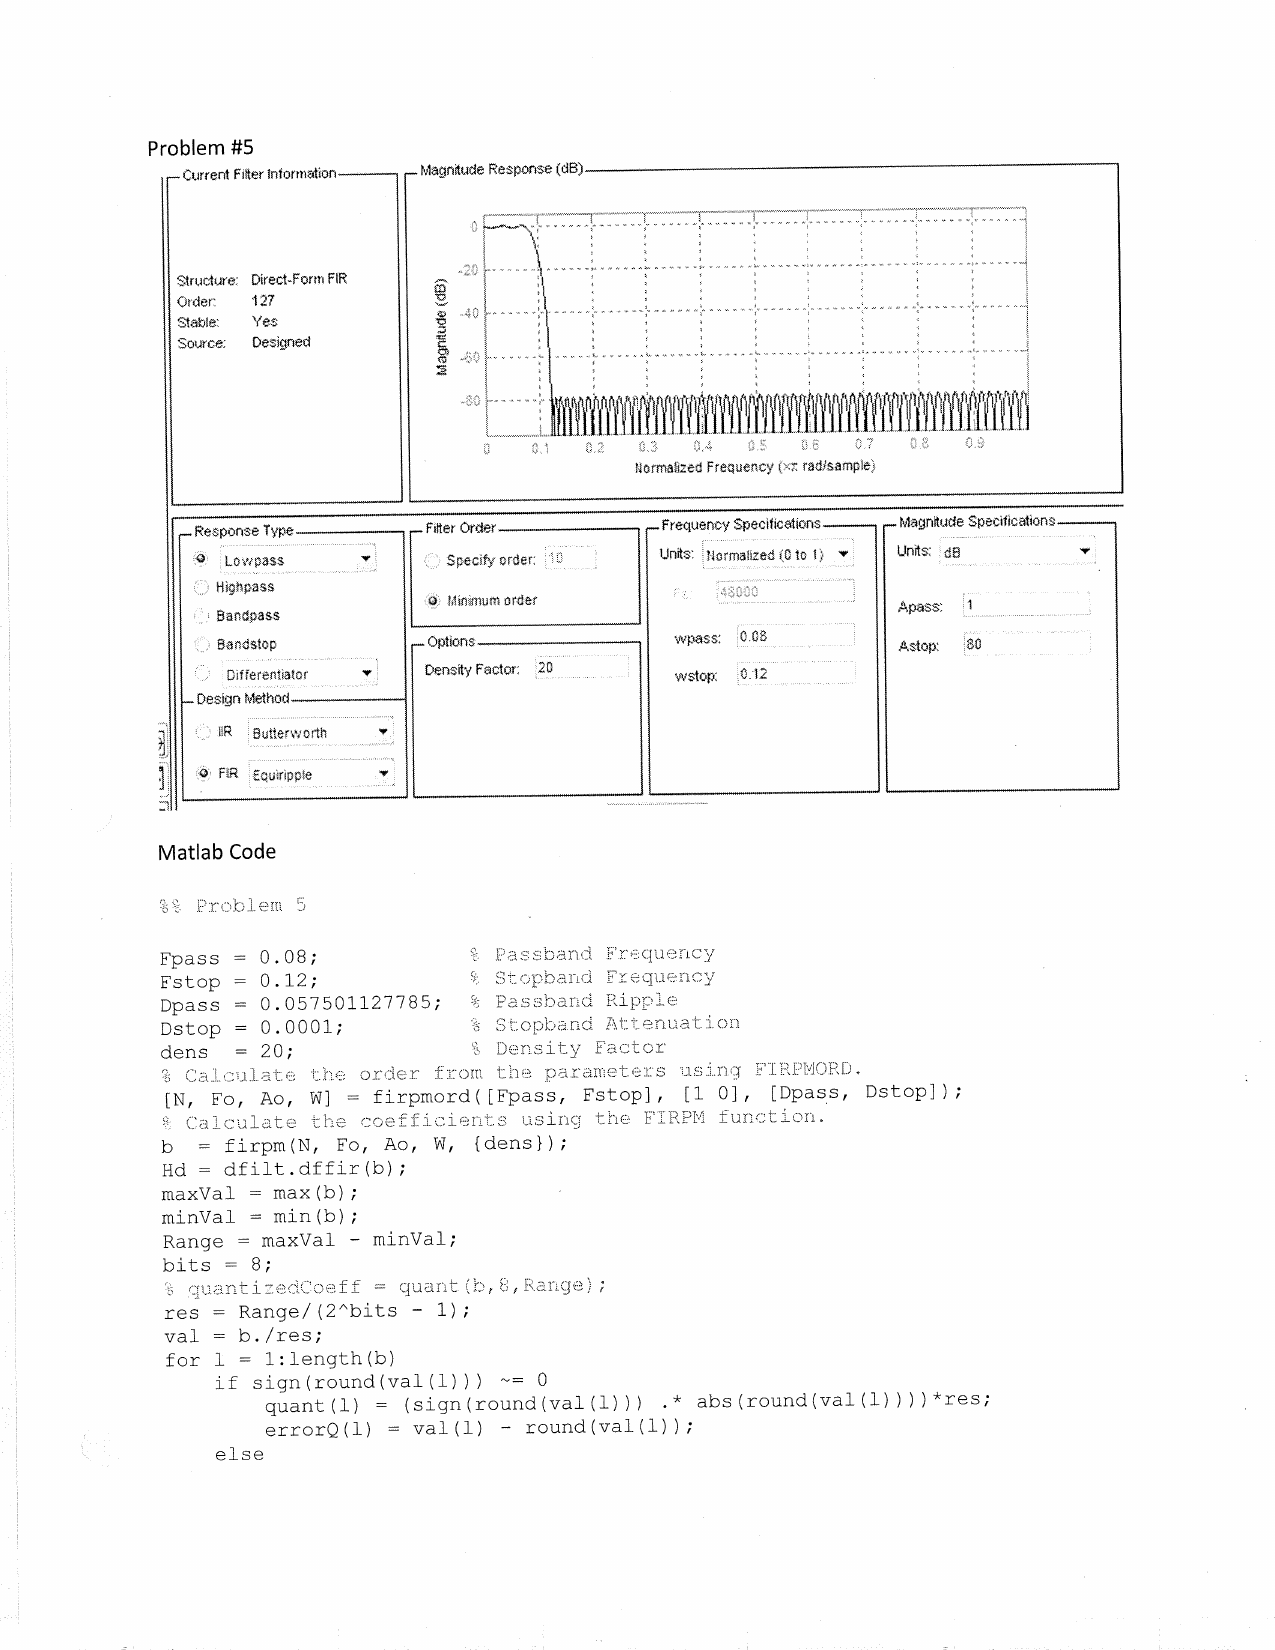 Problem #5
Current Filter Information
Structure: Direct-Form FIR
Order: 127
Stable: Yes
Source: Designed
Magnitude Response (dB)
Magnitude (dB)
0
-20
-40
-60
-80
0 0.1 0.2 0.3 0.4 0.5 0.6 0.7 0.8 0.9
Normalized Frequency (×π rad/sample)
Response Type
Lowpass
Highpass
Bandpass
Bandstop
Differentiator
Design Method
IIR Butterworth
FIR Equiripple
Filter Order
Specify order: 10
Minimum order
Options
Density Factor: 20
Frequency Specifications
Units: Normalized (0 to 1)
Fs: 48000
wpass: 0.08
wstop: 0.12
Magnitude Specifications
Units: dB
Apass: 1
Astop: 80
Matlab Code
%% Problem 5
Fpass = 0.08; % Passband Frequency
Fstop = 0.12; % Stopband Frequency
Dpass = 0.057501127785; % Passband Ripple
Dstop = 0.0001; % Stopband Attenuation
dens = 20; % Density Factor
% Calculate the order from the parameters using FIRPMORD.
[N, Fo, Ao, W] = firpmord([Fpass, Fstop], [1 0], [Dpass, Dstop]);
% Calculate the coefficients using the FIRPM function.
b = firpm(N, Fo, Ao, W, {dens});
Hd = dfilt.dffir(b);
maxVal = max(b);
minVal = min(b);
Range = maxVal - minVal;
bits = 8;
% quantizedCoeff = quant(b,8,Range);
res = Range/(2^bits - 1);
val = b./res;
for l = 1:length(b)
if sign(round(val(l))) ~= 0
quant(l) = (sign(round(val(l))) .* abs(round(val(l))))*res;
errorQ(l) = val(l) - round(val(l));
else